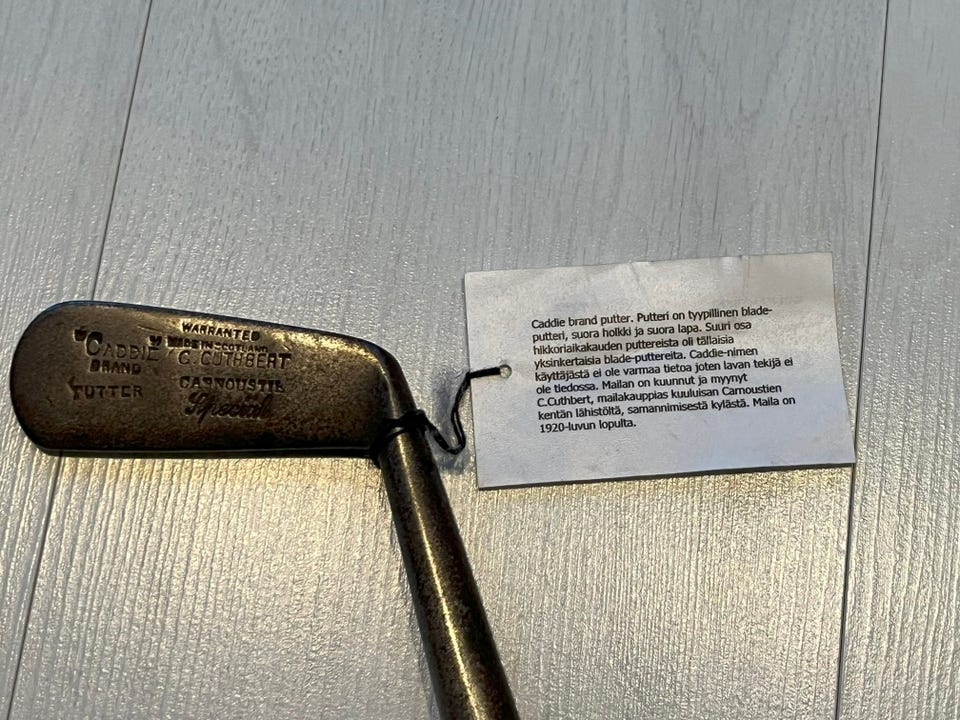 WARRANTED
MADE IN SCOTLAND
"CADDIE"
BRAND
G. CUTHBERT
CARNOUSTIE
Special
Caddie brand putter. Putteri on tyypillinen blade-
putteri, suora holkki ja suora lapa. Suuri osa
hikkoriaikakauden puttereista oli tällaisia
yksinkertaisia blade-puttereita. Caddie-nimen
käyttäjästä ei ole varmaa tietoa joten lavan tekijä ei
ole tiedossa. Mailan on kuunnut ja myynyt
C.Cuthbert, mailakauppias kuuluisan Carnoustien
kentän lähistöltä, samannimisestä kylästä. Maila on
1920-luvun lopulta.